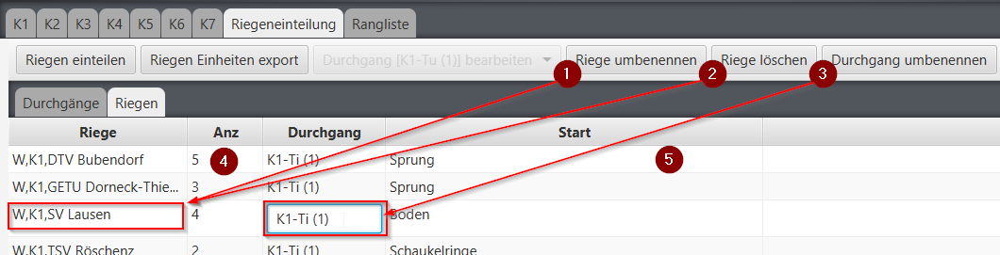 K1 K2 K3 K4 K5 K6 K7 Riegeneinteilung Rangliste
Riegen einteilen Riegen Einheiten export Durchgang [K1-Tu (1)] bearbeiten Riege umbenennen Riege löschen Durchgang umbenennen
1 2 3
Durchgänge Riegen
Riege Anz Durchgang Start
W,K1,DTV Bubendorf 5 4 K1-Ti (1) Sprung 5
W,K1,GETU Dorneck-Thie... 3 K1-Ti (1) Sprung
W,K1,SV Lausen 4 K1-Ti (1) Boden
W,K1,TSV Röschenz 2 K1-Ti (1) Schaukelringe